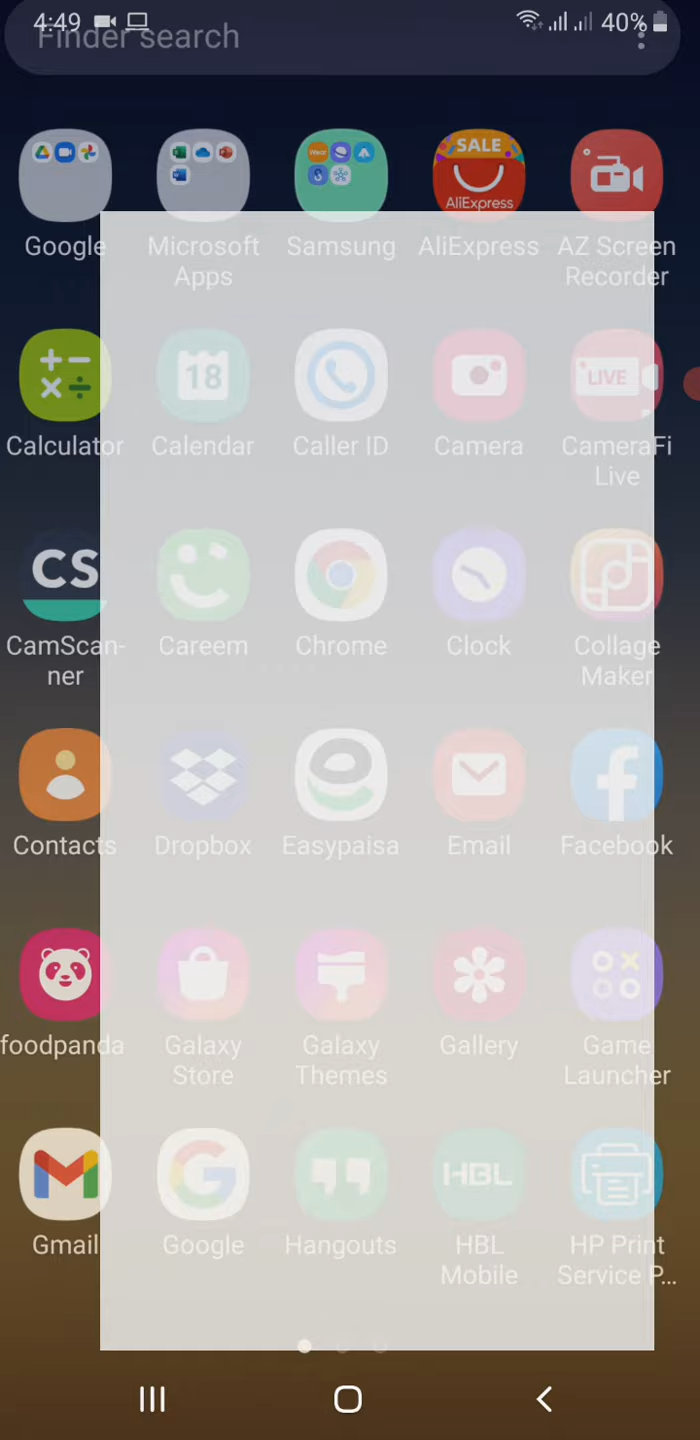 4:49
40%
Finder search
SALE
AliExpress
Google
Microsoft Apps
Samsung
AliExpress
AZ Screen Recorder
18
LIVE
Calculator
Calendar
Caller ID
Camera
CameraFi Live
CS
CamScan-
ner
Careem
Chrome
Clock
Collage Maker
Contacts
Dropbox
Easypaisa
Email
Facebook
foodpanda
Galaxy Store
Galaxy Themes
Gallery
Game Launcher
HBL
Gmail
Google
Hangouts
HBL Mobile
HP Print Service P...